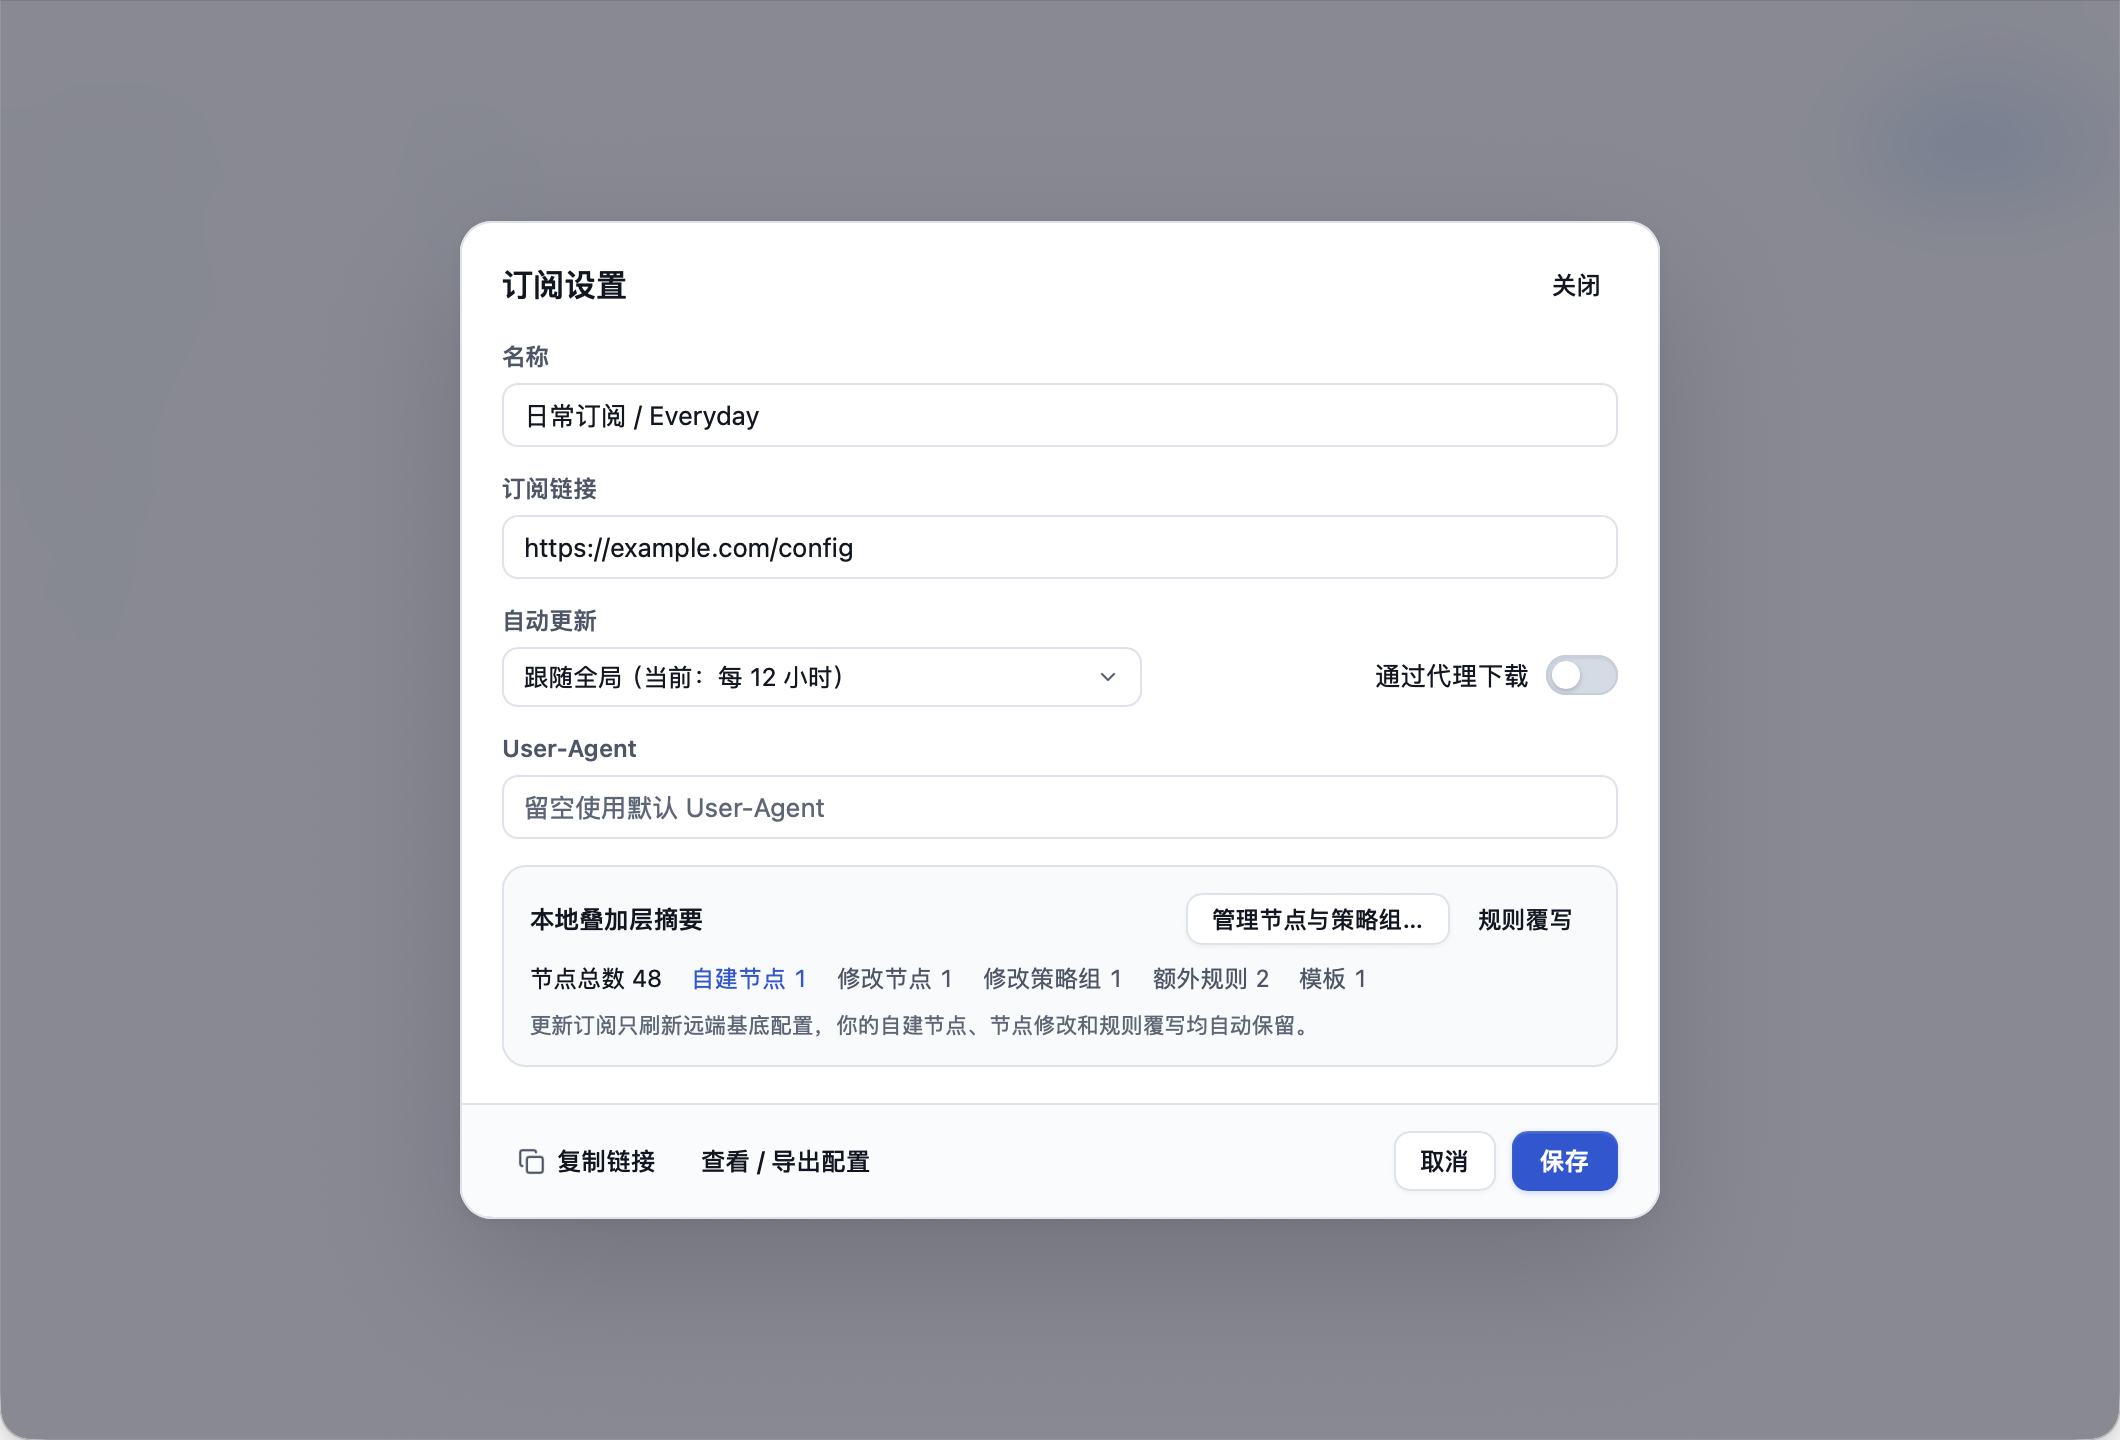 订阅设置
关闭
名称
日常订阅 / Everyday
订阅链接
https://example.com/config
自动更新
跟随全局（当前：每 12 小时）
通过代理下载
User-Agent
留空使用默认 User-Agent
本地叠加层摘要
管理节点与策略组...
规则覆写
节点总数 48 自建节点 1 修改节点 1 修改策略组 1 额外规则 2 模板 1
更新订阅只刷新远端基底配置，你的自建节点、节点修改和规则覆写均自动保留。
复制链接
查看 / 导出配置
取消
保存